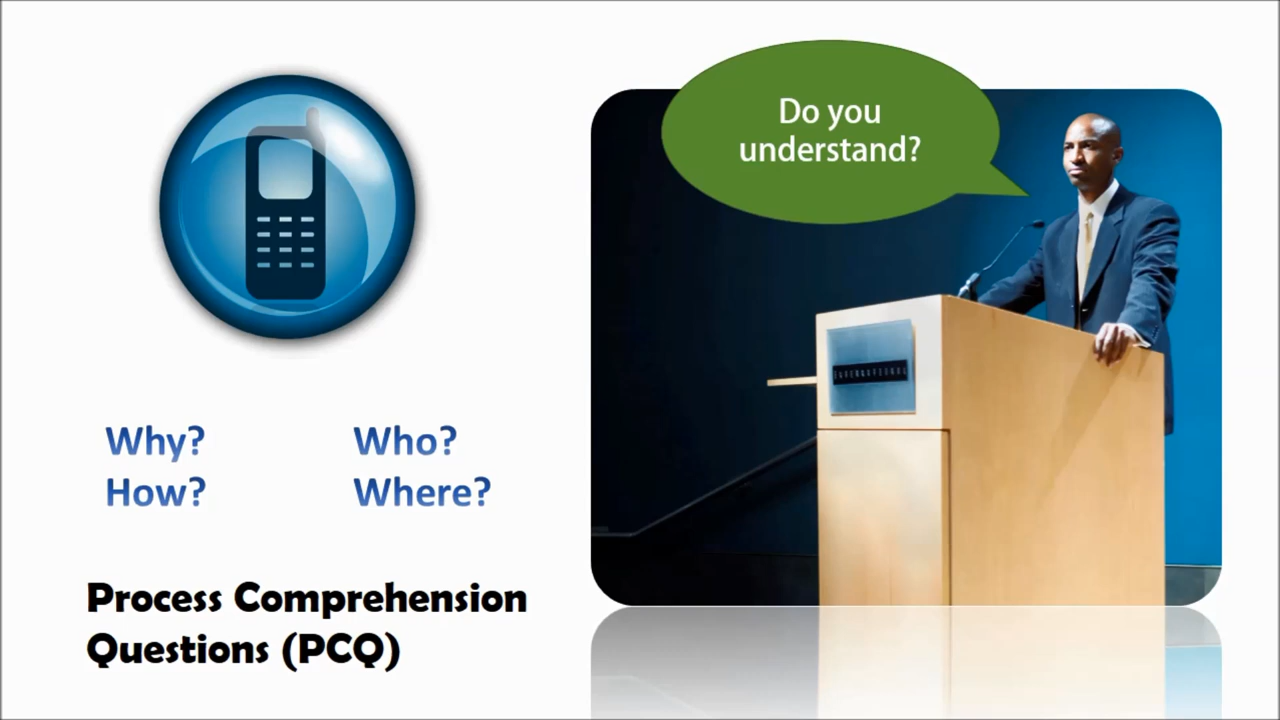 Do you
understand?
Why?
Who?
How?
Where?
Process Comprehension
Questions (PCQ)